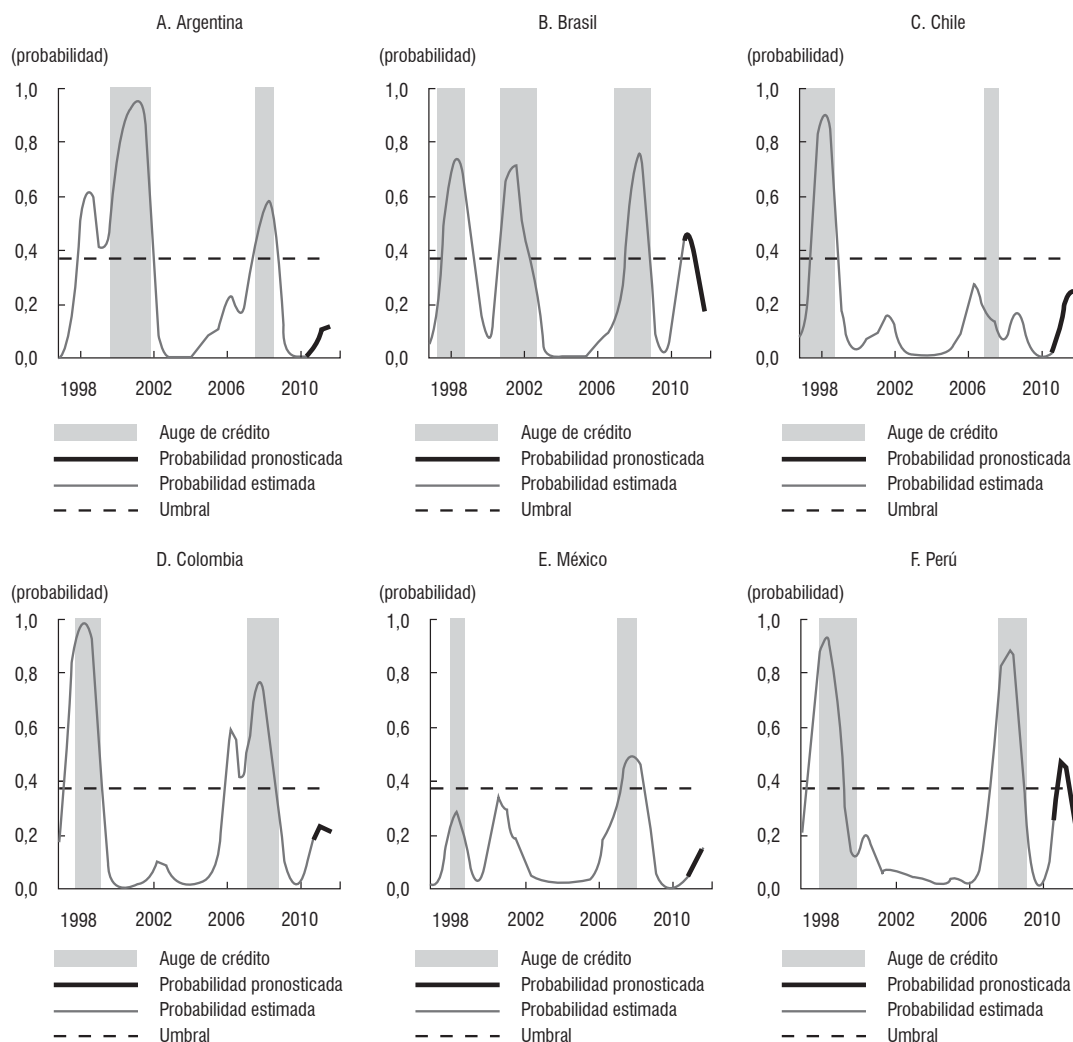 A. Argentina
(probabilidad)
1,0
0,8
0,6
0,4
0,2
0,0
1998 2002 2006 2010
Auge de crédito
Probabilidad pronosticada
Probabilidad estimada
Umbral
B. Brasil
(probabilidad)
1,0
0,8
0,6
0,4
0,2
0,0
1998 2002 2006 2010
Auge de crédito
Probabilidad pronosticada
Probabilidad estimada
Umbral
C. Chile
(probabilidad)
1,0
0,8
0,6
0,4
0,2
0,0
1998 2002 2006 2010
Auge de crédito
Probabilidad pronosticada
Probabilidad estimada
Umbral
D. Colombia
(probabilidad)
1,0
0,8
0,6
0,4
0,2
0,0
1998 2002 2006 2010
Auge de crédito
Probabilidad pronosticada
Probabilidad estimada
Umbral
E. México
(probabilidad)
1,0
0,8
0,6
0,4
0,2
0,0
1998 2002 2006 2010
Auge de crédito
Probabilidad pronosticada
Probabilidad estimada
Umbral
F. Perú
(probabilidad)
1,0
0,8
0,6
0,4
0,2
0,0
1998 2002 2006 2010
Auge de crédito
Probabilidad pronosticada
Probabilidad estimada
Umbral